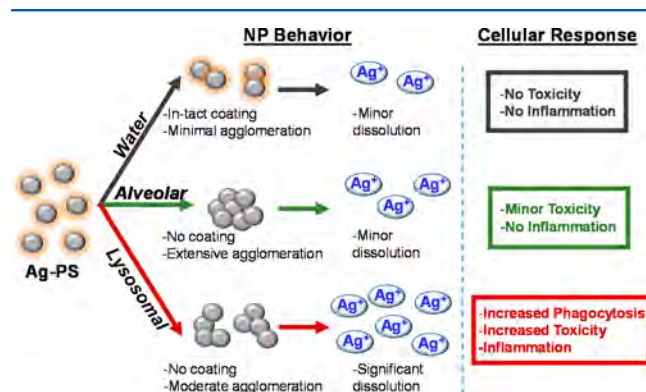 NP Behavior
Cellular Response
Water
-In-tact coating
-Minimal agglomeration
Ag⁺
Ag⁺
-Minor
dissolution
-No Toxicity
-No Inflammation
Ag-PS
Alveolar
-No coating
-Extensive agglomeration
Ag⁺
Ag⁺
Ag⁺
-Minor
dissolution
-Minor Toxicity
-No Inflammation
Lysosomal
-No coating
-Moderate agglomeration
Ag⁺
Ag⁺
Ag⁺
Ag⁺
Ag⁺
Ag⁺
-Significant
dissolution
-Increased Phagocytosis
-Increased Toxicity
-Inflammation